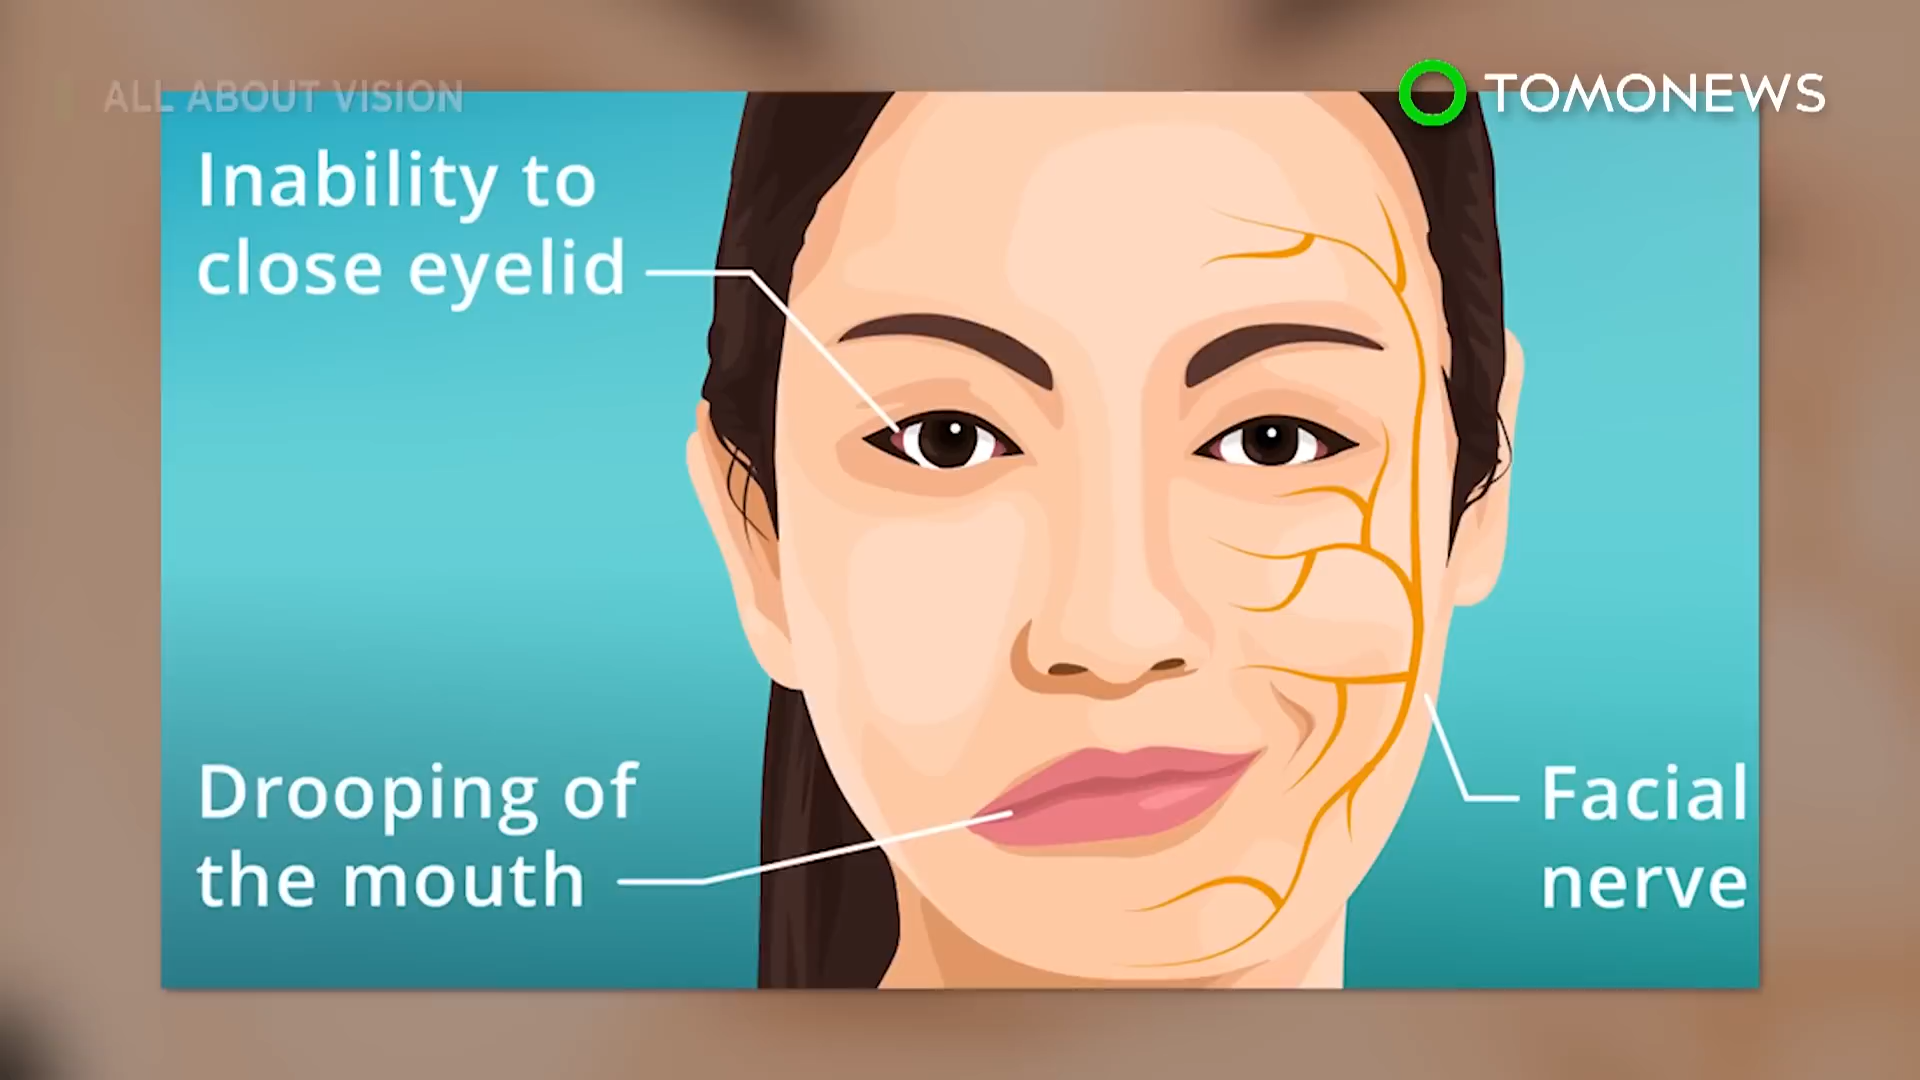 ALL ABOUT VISION
TOMONEWS
Inability to
close eyelid
Drooping of
the mouth
Facial
nerve